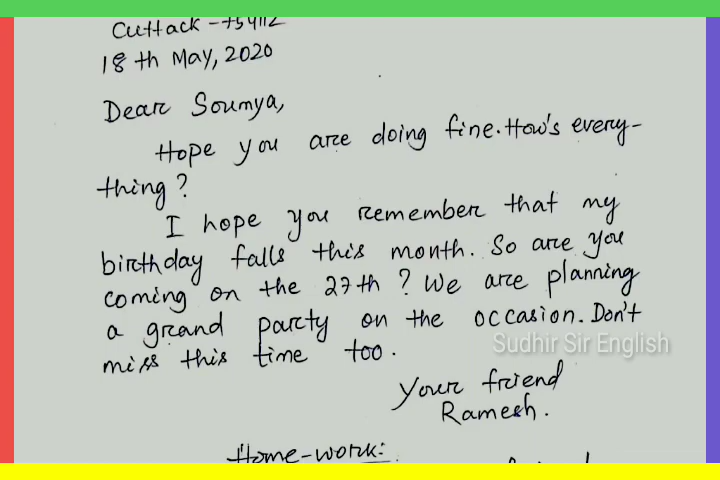 Cuttack - 754112
18th May, 2020
Dear Soumya,
Hope you are doing fine. How's every-
thing?
I hope you remember that my
birthday falls this month. So are you
coming on the 27th? We are planning
a grand party on the occasion. Don't
miss this time too.
Sudhir Sir English
Your friend
Ramesh.
Home-work: